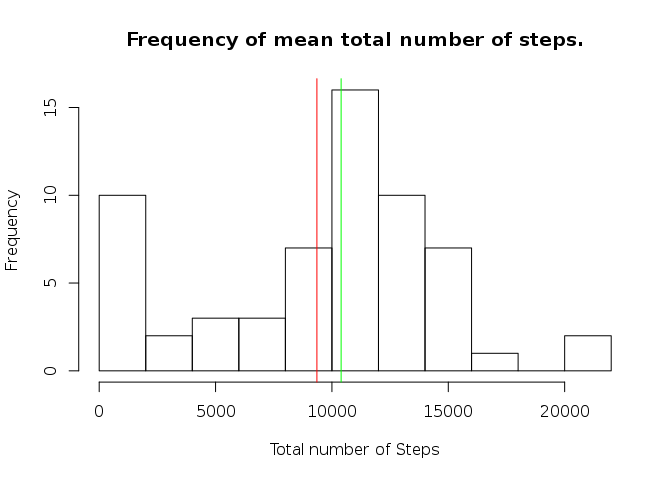 Frequency of mean total number of steps.
Frequency
15
10
5
0
0 5000 10000 15000 20000
Total number of Steps